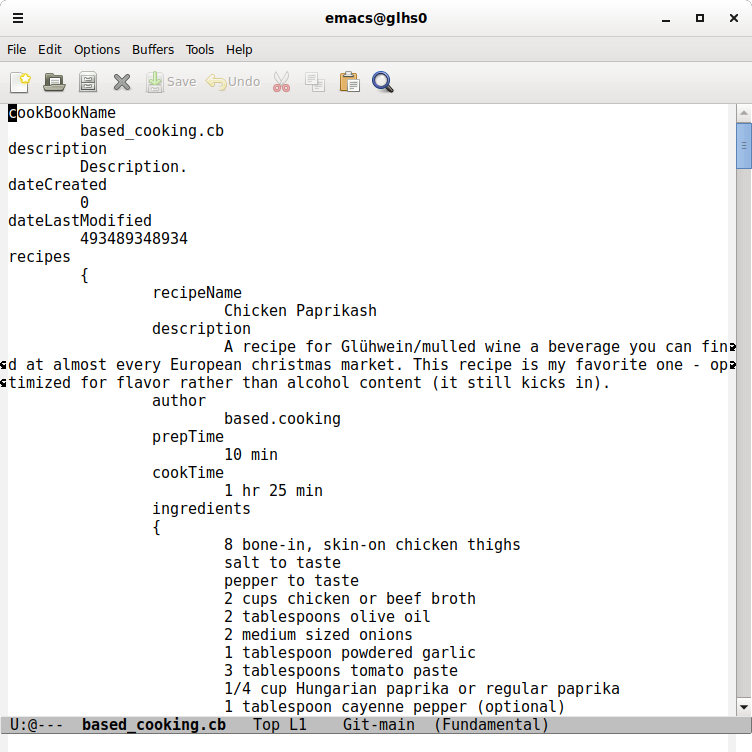 emacs@glhs0
File Edit Options Buffers Tools Help
Save Undo
cookBookName
based_cooking.cb
description
Description.
dateCreated
0
dateLastModified
493489348934
recipes
{
recipeName
Chicken Paprikash
description
A recipe for Glühwein/mulled wine a beverage you can fin
d at almost every European christmas market. This recipe is my favorite one - op
timized for flavor rather than alcohol content (it still kicks in).
author
based.cooking
prepTime
10 min
cookTime
1 hr 25 min
ingredients
{
8 bone-in, skin-on chicken thighs
salt to taste
pepper to taste
2 cups chicken or beef broth
2 tablespoons olive oil
2 medium sized onions
1 tablespoon powdered garlic
3 tablespoons tomato paste
1/4 cup Hungarian paprika or regular paprika
1 tablespoon cayenne pepper (optional)
U:@--- based_cooking.cb Top L1 Git-main (Fundamental)